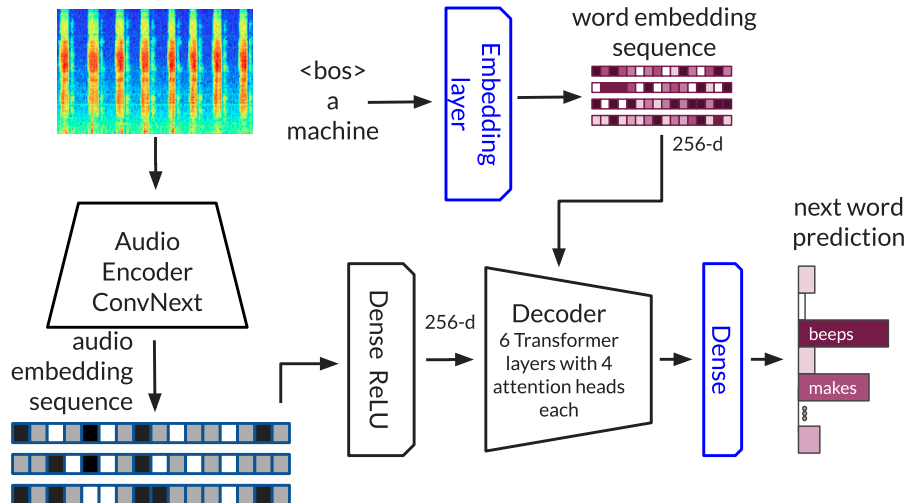 <bos>
a
machine
Embedding
layer
word embedding
sequence
256-d
Audio
Encoder
ConvNext
audio
embedding
sequence
Dense ReLU
256-d
Decoder
6 Transformer
layers with 4
attention heads
each
Dense
next word
prediction
beeps
makes